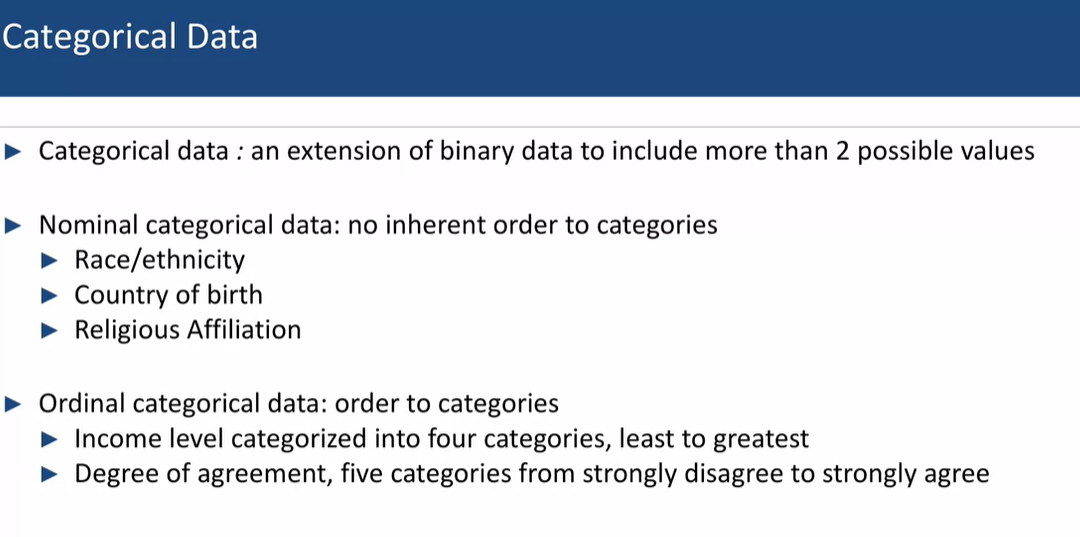 Categorical Data
► Categorical data : an extension of binary data to include more than 2 possible values
► Nominal categorical data: no inherent order to categories
► Race/ethnicity
► Country of birth
► Religious Affiliation
► Ordinal categorical data: order to categories
► Income level categorized into four categories, least to greatest
► Degree of agreement, five categories from strongly disagree to strongly agree